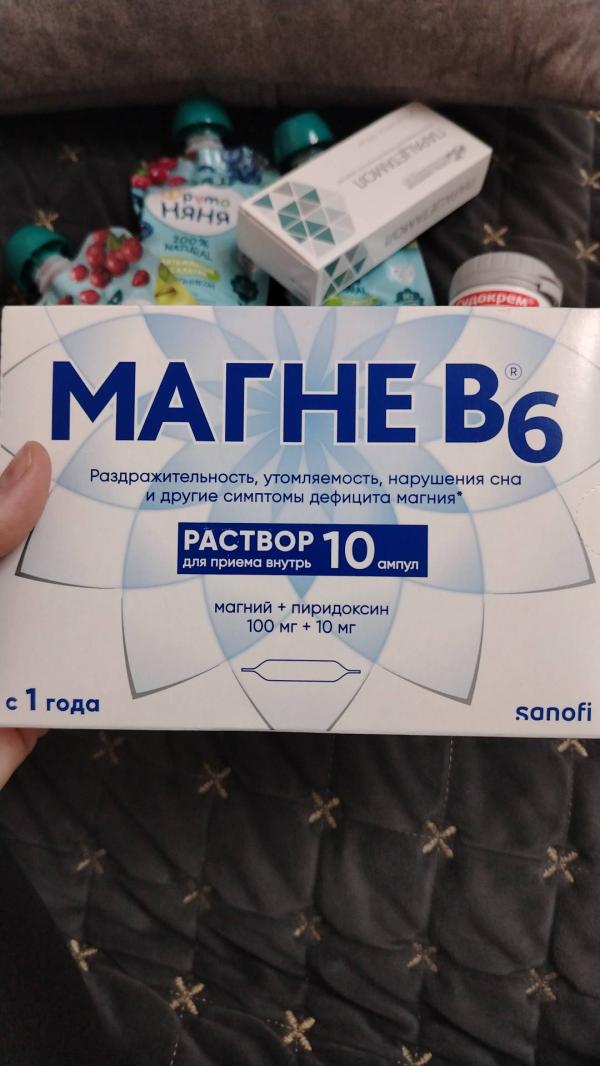 ФрутоНЯНЯ
100%
NATURAL
ПАРАЦЕТАМОЛ
ПАРАЦЕТАМОЛ
Судокрем®
МАГНЕ B6®
Раздражительность, утомляемость, нарушения сна
и другие симптомы дефицита магния*
РАСТВОР
для приема внутрь
10 ампул
магний + пиридоксин
100 мг + 10 мг
с 1 года
sanofi